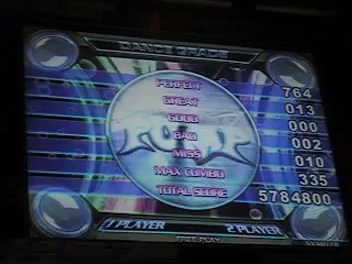 DANCE GRADE
PERFECT 764
GREAT 013
GOOD 000
BAD 002
MISS 010
MAX COMBO 335
TOTAL SCORE 5784800
1 PLAYER 2 PLAYER
FREE PLAY